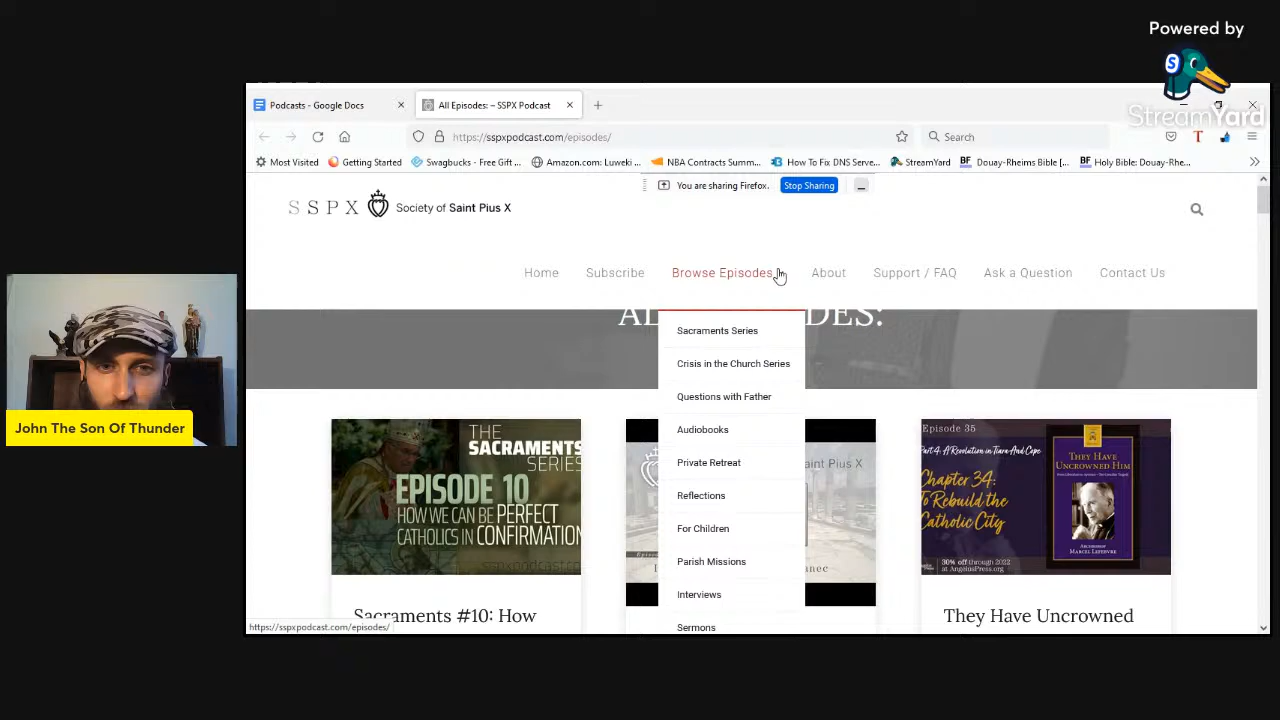 Powered by
StreamYard
Podcasts - Google Docs
All Episodes: – SSPX Podcast
https://sspxpodcast.com/episodes/
Search
Most Visited
Getting Started
Swagbucks - Free Gift ...
Amazon.com: Luweki ...
NBA Contracts Summ...
How To Fix DNS Serve...
StreamYard
BF Douay-Rheims Bible [...
BF Holy Bible: Douay-Rhe...
You are sharing Firefox.
Stop Sharing
SSPX Society of Saint Pius X
Home
Subscribe
Browse Episodes
About
Support / FAQ
Ask a Question
Contact Us
Sacraments Series
Crisis in the Church Series
Questions with Father
Audiobooks
Private Retreat
Reflections
For Children
Parish Missions
Interviews
Sermons
THE
SACRAMENTS
SERIES
EPISODE 10
HOW WE CAN BE PERFECT
CATHOLICS IN CONFIRMATION
sspxpodcast.com
Saint Pius X
Episode 35
Part 4: A Revolution in Tiara And Cope
Chapter 34:
To Rebuild the
Catholic City
30% off through 2022
at AngelusPress.org
THEY HAVE
UNCROWNED HIM
ARCHBISHOP
MARCEL LEFEBVRE
Sacraments #10: How
They Have Uncrowned
https://sspxpodcast.com/episodes/
John The Son Of Thunder